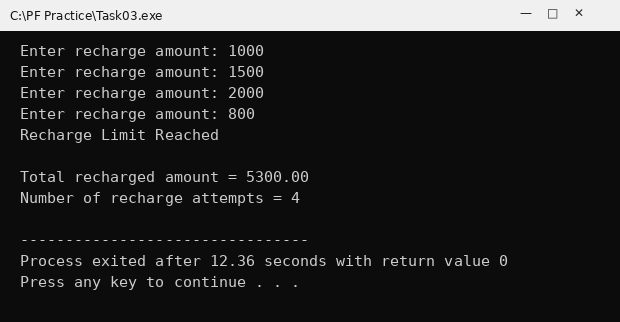 C:\PF Practice\Task03.exe
Enter recharge amount: 1000
Enter recharge amount: 1500
Enter recharge amount: 2000
Enter recharge amount: 800
Recharge Limit Reached
Total recharged amount = 5300.00
Number of recharge attempts = 4
--------------------------------
Process exited after 12.36 seconds with return value 0
Press any key to continue . . .